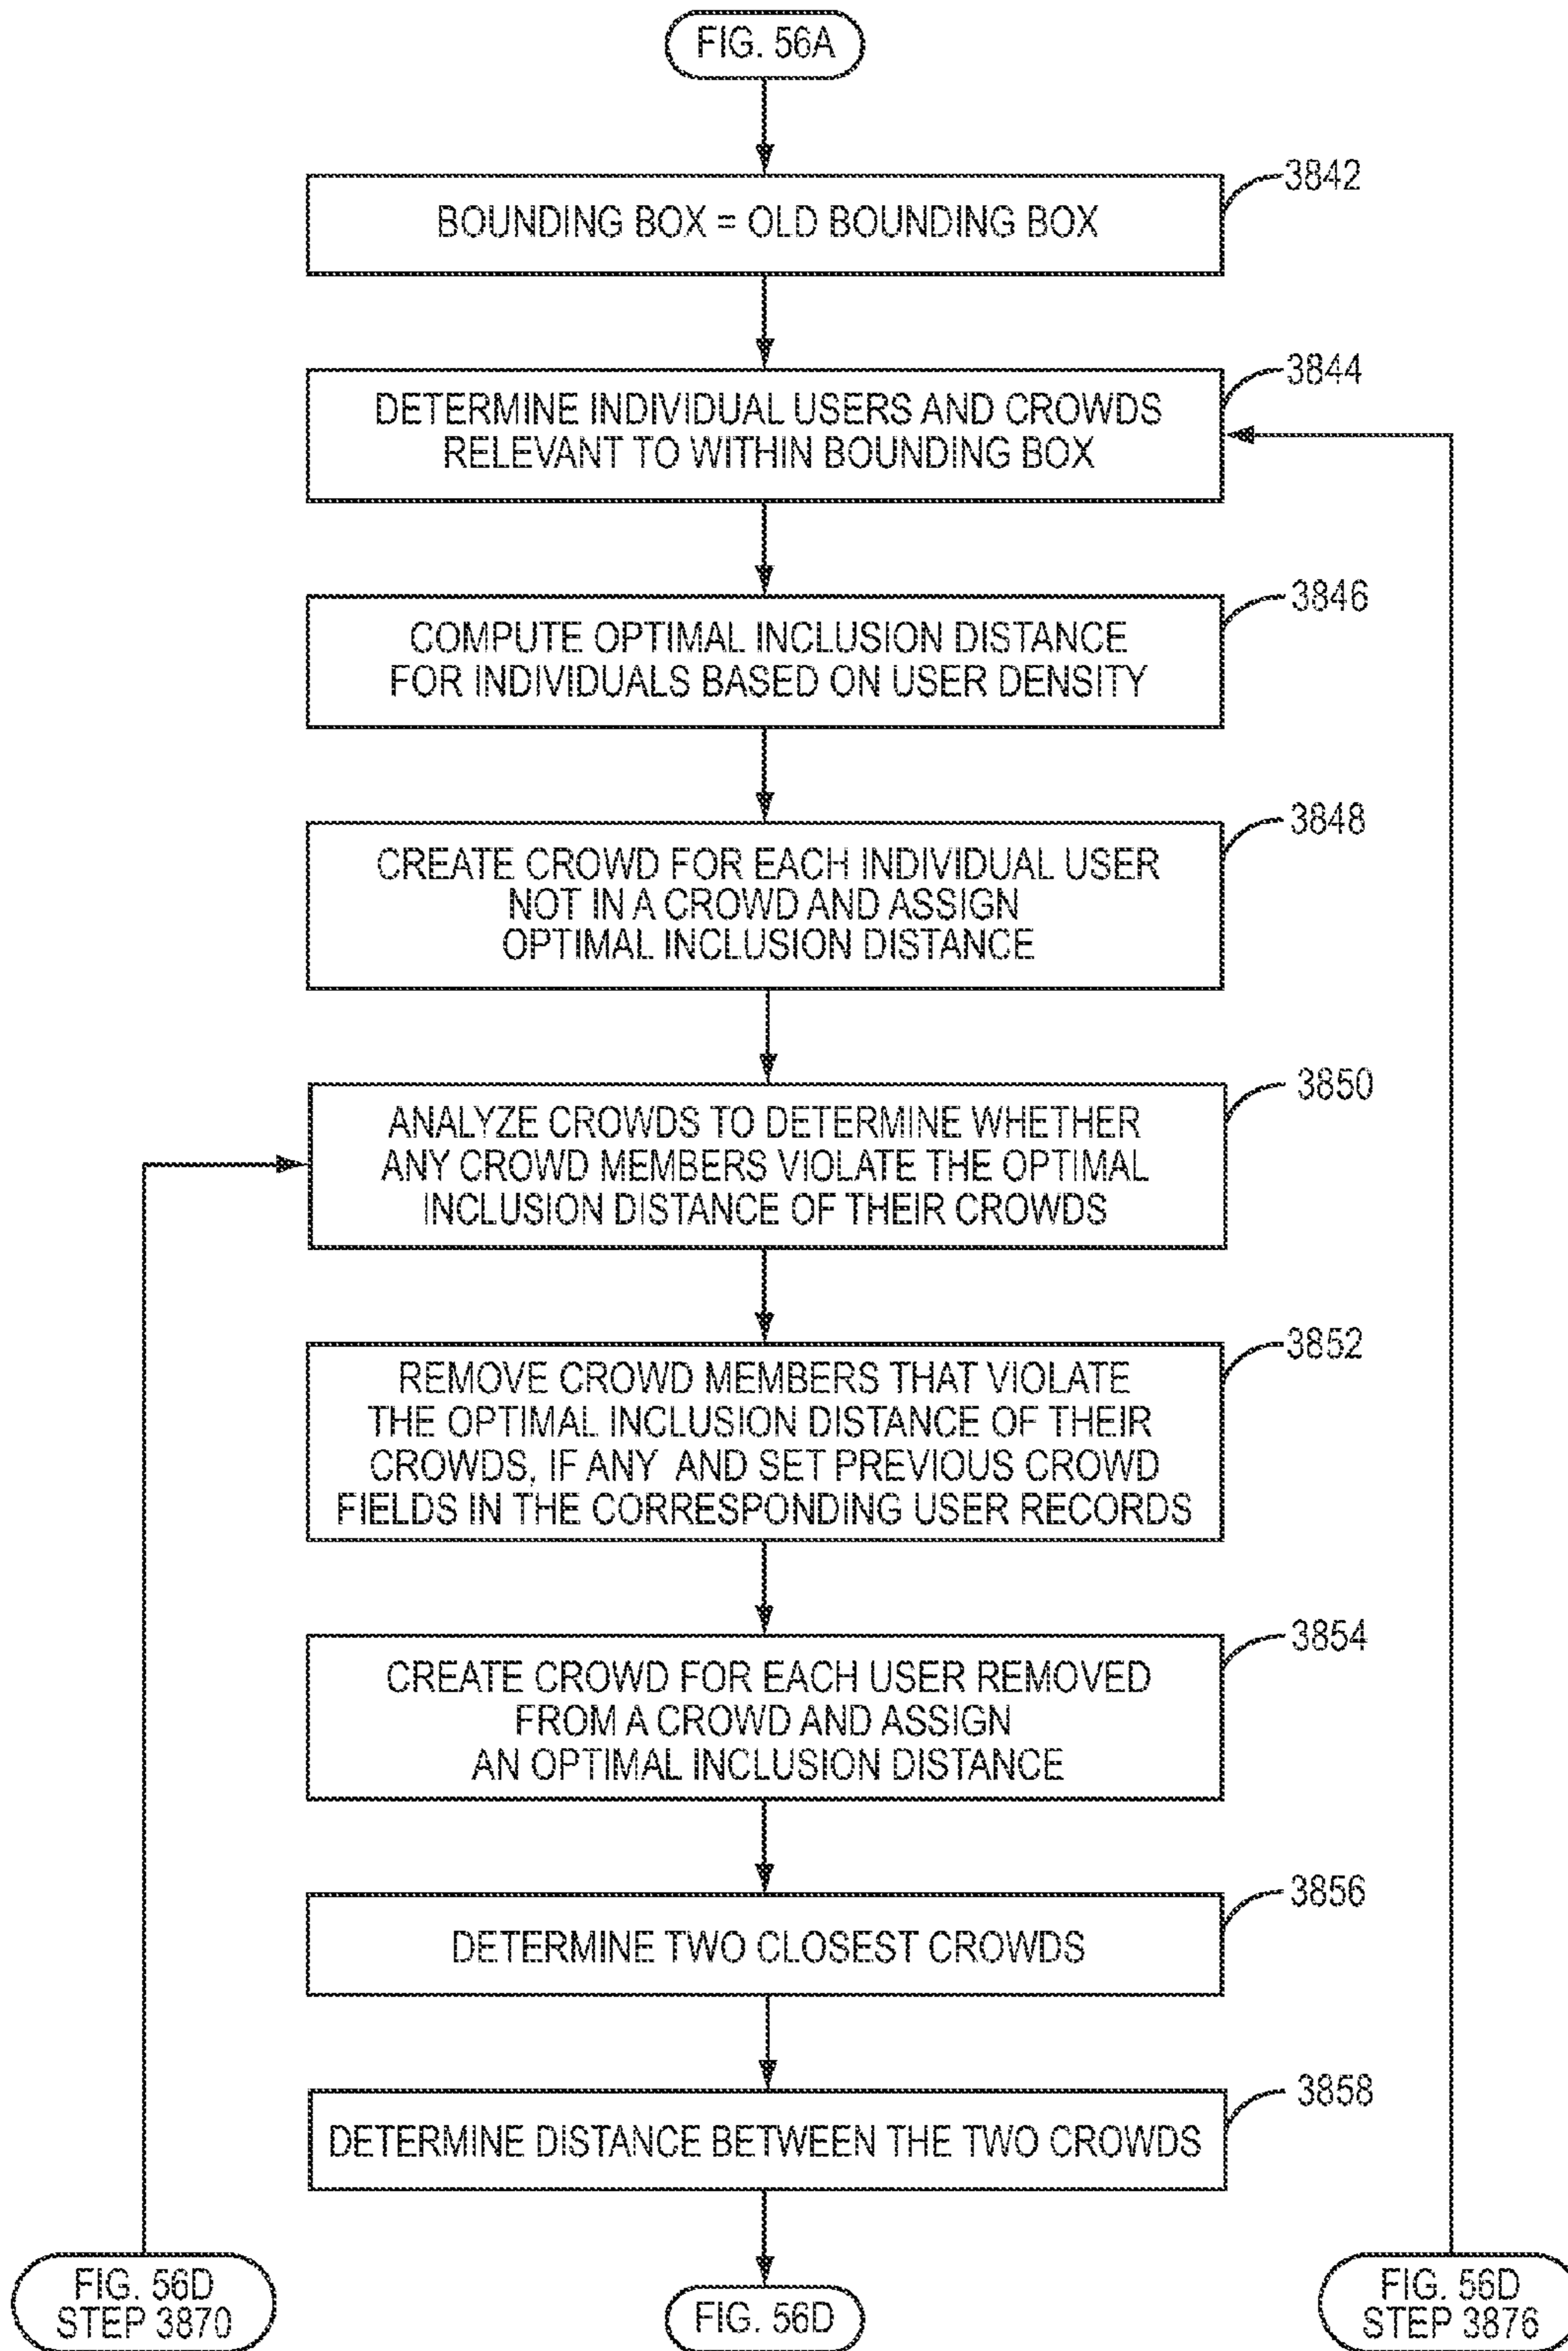 FIG. 56A
3842
BOUNDING BOX = OLD BOUNDING BOX
3844
DETERMINE INDIVIDUAL USERS AND CROWDS
RELEVANT TO WITHIN BOUNDING BOX
3846
COMPUTE OPTIMAL INCLUSION DISTANCE
FOR INDIVIDUALS BASED ON USER DENSITY
3848
CREATE CROWD FOR EACH INDIVIDUAL USER
NOT IN A CROWD AND ASSIGN
OPTIMAL INCLUSION DISTANCE
3850
ANALYZE CROWDS TO DETERMINE WHETHER
ANY CROWD MEMBERS VIOLATE THE OPTIMAL
INCLUSION DISTANCE OF THEIR CROWDS
3852
REMOVE CROWD MEMBERS THAT VIOLATE
THE OPTIMAL INCLUSION DISTANCE OF THEIR
CROWDS, IF ANY AND SET PREVIOUS CROWD
FIELDS IN THE CORRESPONDING USER RECORDS
3854
CREATE CROWD FOR EACH USER REMOVED
FROM A CROWD AND ASSIGN
AN OPTIMAL INCLUSION DISTANCE
3856
DETERMINE TWO CLOSEST CROWDS
3858
DETERMINE DISTANCE BETWEEN THE TWO CROWDS
FIG. 56D
STEP 3870
FIG. 56D
FIG. 56D
STEP 3876